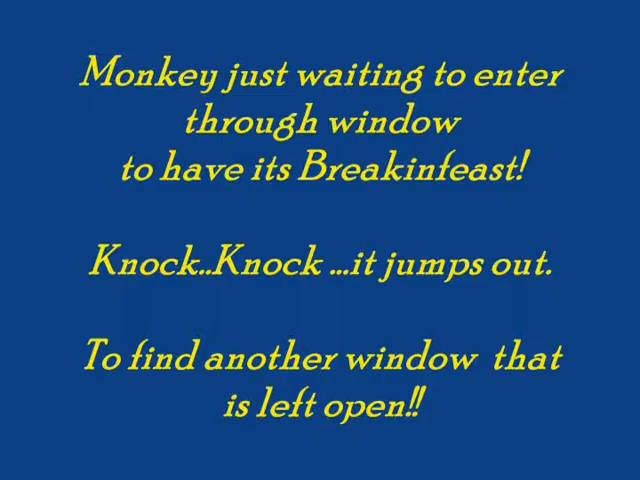 Monkey just waiting to enter
through window
to have its Breakinfeast!
Knock..Knock ...it jumps out.
To find another window that
is left open!!